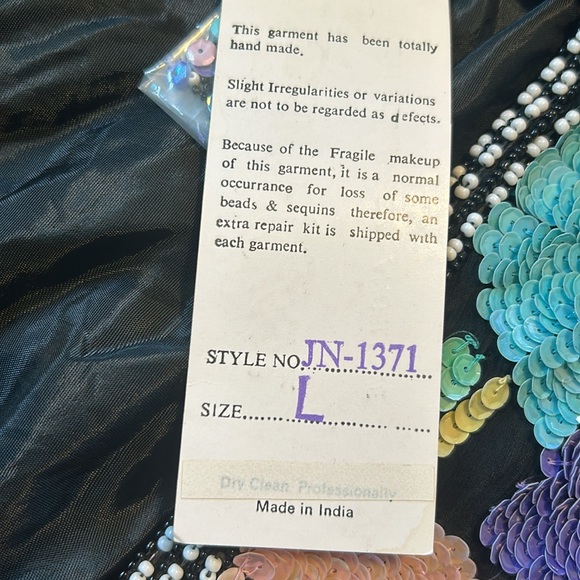 This garment has been totally
hand made.
Slight Irregularities or variations
are not to be regarded as defects.
Because of the Fragile makeup
of this garment, it is a normal
occurrance for loss of some
beads & sequins therefore, an
extra repair kit is shipped with
each garment.
STYLE NO. JN-1371
SIZE........ L ........
Dry Clean Professionally
Made in India